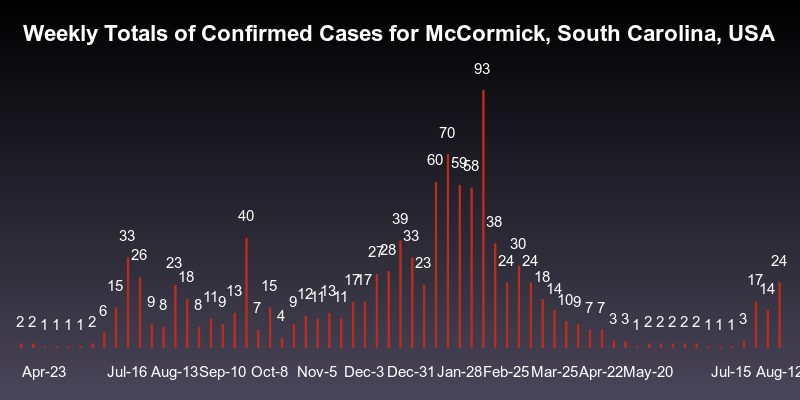 Weekly Totals of Confirmed Cases for McCormick, South Carolina, USA
93
70
60 59 58
40 39 38
33 33
26 27 28 30
23 18 23 24 24 18 24
15 9 8 8 11 9 13 15 9 12 11 13 11 17 17 14 10 9 17 14
2 2 1 1 1 1 2 6 7 4 7 7 3 3 1 2 2 2 2 2 1 1 1 3
Apr-23 Jul-16 Aug-13 Sep-10 Oct-8 Nov-5 Dec-3 Dec-31 Jan-28 Feb-25 Mar-25 Apr-22 May-20 Jul-15 Aug-12